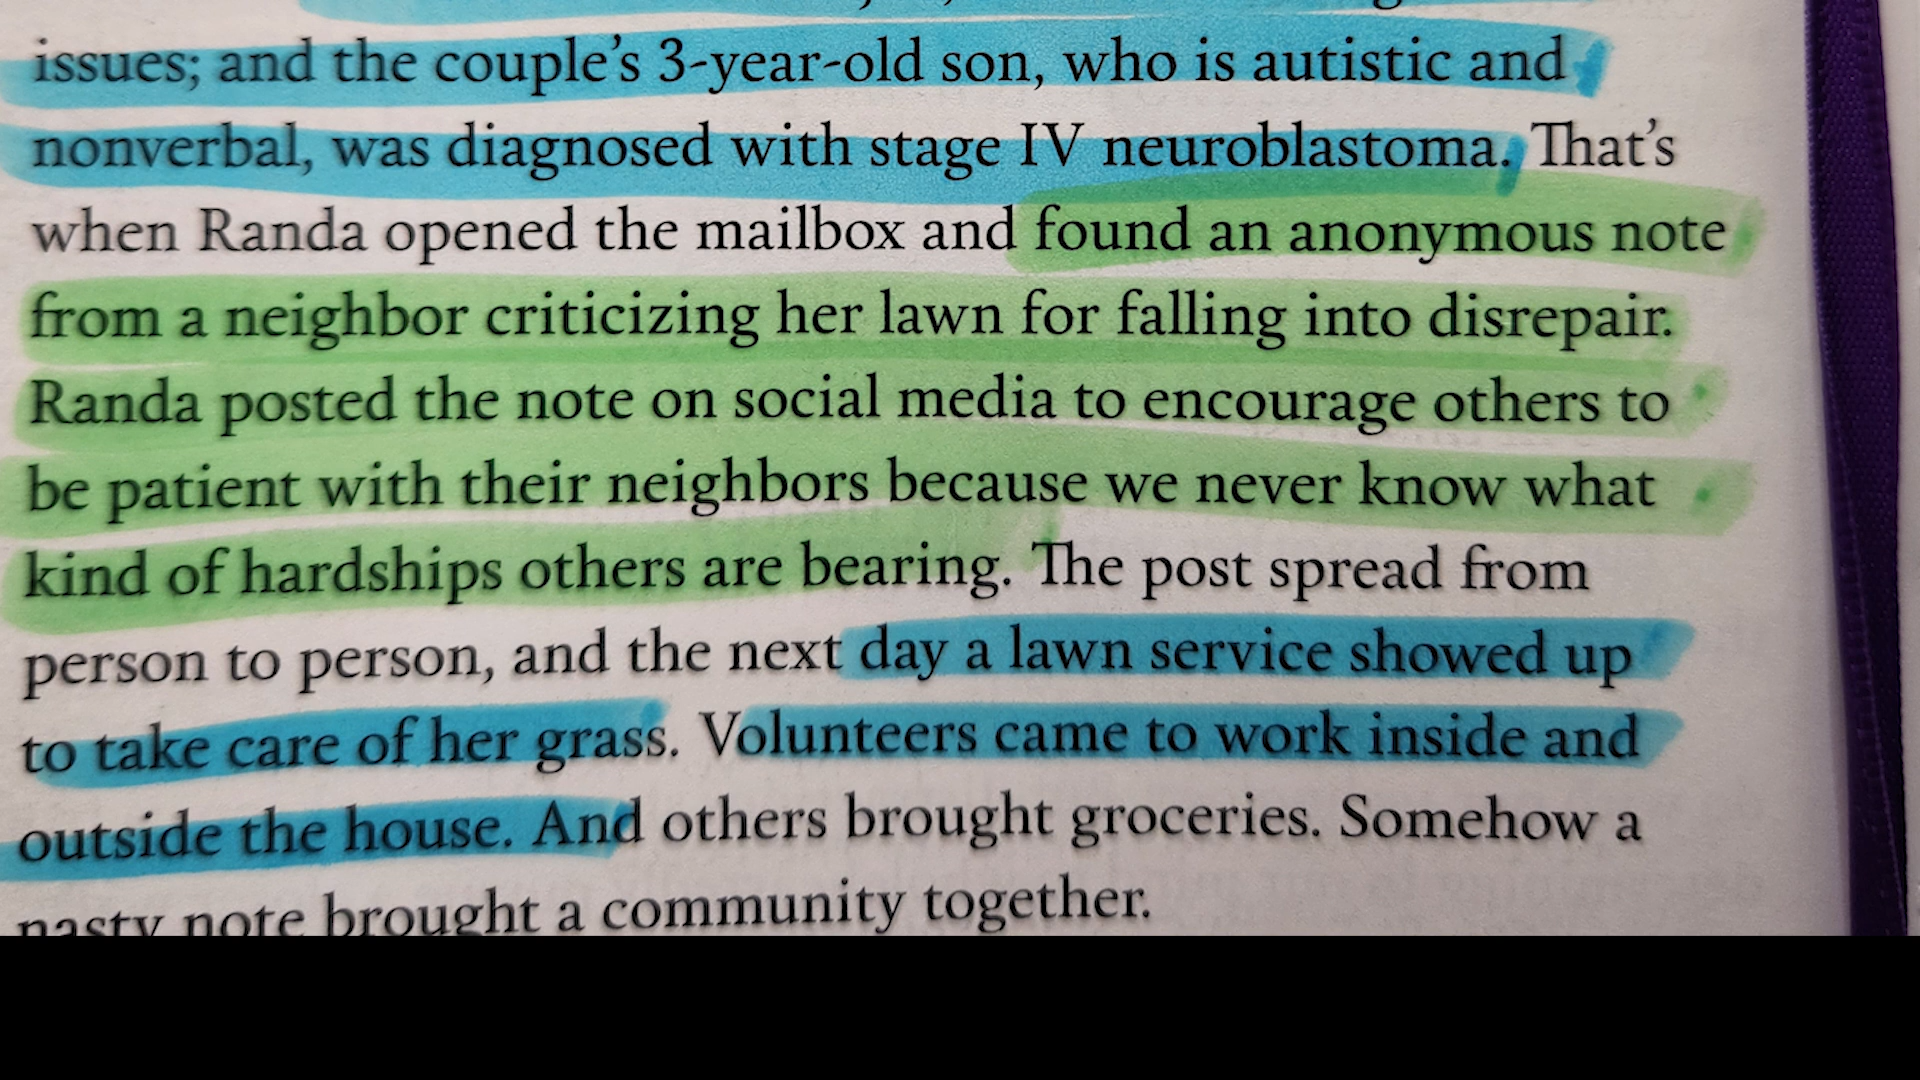 issues; and the couple's 3-year-old son, who is autistic and
nonverbal, was diagnosed with stage IV neuroblastoma. That's
when Randa opened the mailbox and found an anonymous note
from a neighbor criticizing her lawn for falling into disrepair.
Randa posted the note on social media to encourage others to
be patient with their neighbors because we never know what
kind of hardships others are bearing. The post spread from
person to person, and the next day a lawn service showed up
to take care of her grass. Volunteers came to work inside and
outside the house. And others brought groceries. Somehow a
nasty note brought a community together.